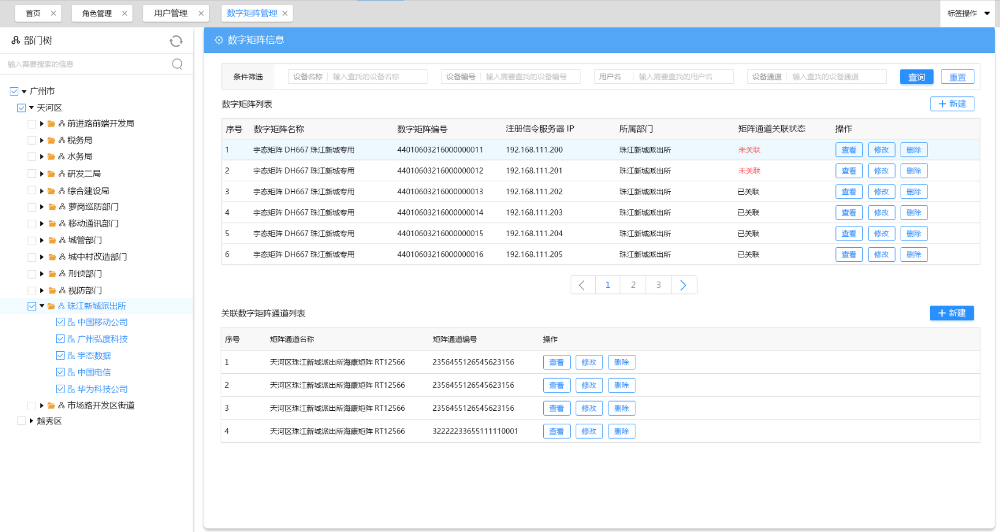 首页
角色管理
用户管理
数字矩阵管理
标签操作
部门树
输入需要搜索的信息
广州市
天河区
前进路前端开发局
税务局
水务局
研发二局
综合建设局
萝岗巡防部门
移动通讯部门
城管部门
城中村改造部门
刑侦部门
视防部门
珠江新城派出所
中国移动公司
广州弘度科技
宇态数据
中国电信
华为科技公司
市场路开发区街道
越秀区
数字矩阵信息
条件筛选 设备名称 输入查找的设备名称 设备编号 输入需要查找的设备编号 用户名 输入需要查找的用户名 设备通道 输入查找的设备通道 查询 重置
数字矩阵列表 新建
序号 数字矩阵名称 数字矩阵编号 注册信令服务器 IP 所属部门 矩阵通道关联状态 操作
1 宇态矩阵 DH667 珠江新城专用 44010603216000000011 192.168.111.200 珠江新城派出所 未关联 查看 修改 删除
2 宇态矩阵 DH667 珠江新城专用 44010603216000000012 192.168.111.201 珠江新城派出所 未关联 查看 修改 删除
3 宇态矩阵 DH667 珠江新城专用 44010603216000000013 192.168.111.202 珠江新城派出所 已关联 查看 修改 删除
4 宇态矩阵 DH667 珠江新城专用 44010603216000000014 192.168.111.203 珠江新城派出所 已关联 查看 修改 删除
5 宇态矩阵 DH667 珠江新城专用 44010603216000000015 192.168.111.204 珠江新城派出所 已关联 查看 修改 删除
6 宇态矩阵 DH667 珠江新城专用 44010603216000000016 192.168.111.205 珠江新城派出所 已关联 查看 修改 删除
1 2 3
关联数字矩阵通道列表 新建
序号 矩阵通道名称 矩阵通道编号 操作
1 天河区珠江新城派出所海康矩阵 RT12566 2356455126545623156 查看 修改 删除
2 天河区珠江新城派出所海康矩阵 RT12566 2356455126545623156 查看 修改 删除
3 天河区珠江新城派出所海康矩阵 RT12566 2356455126545623156 查看 修改 删除
4 天河区珠江新城派出所海康矩阵 RT12566 32222233655111110001 查看 修改 删除